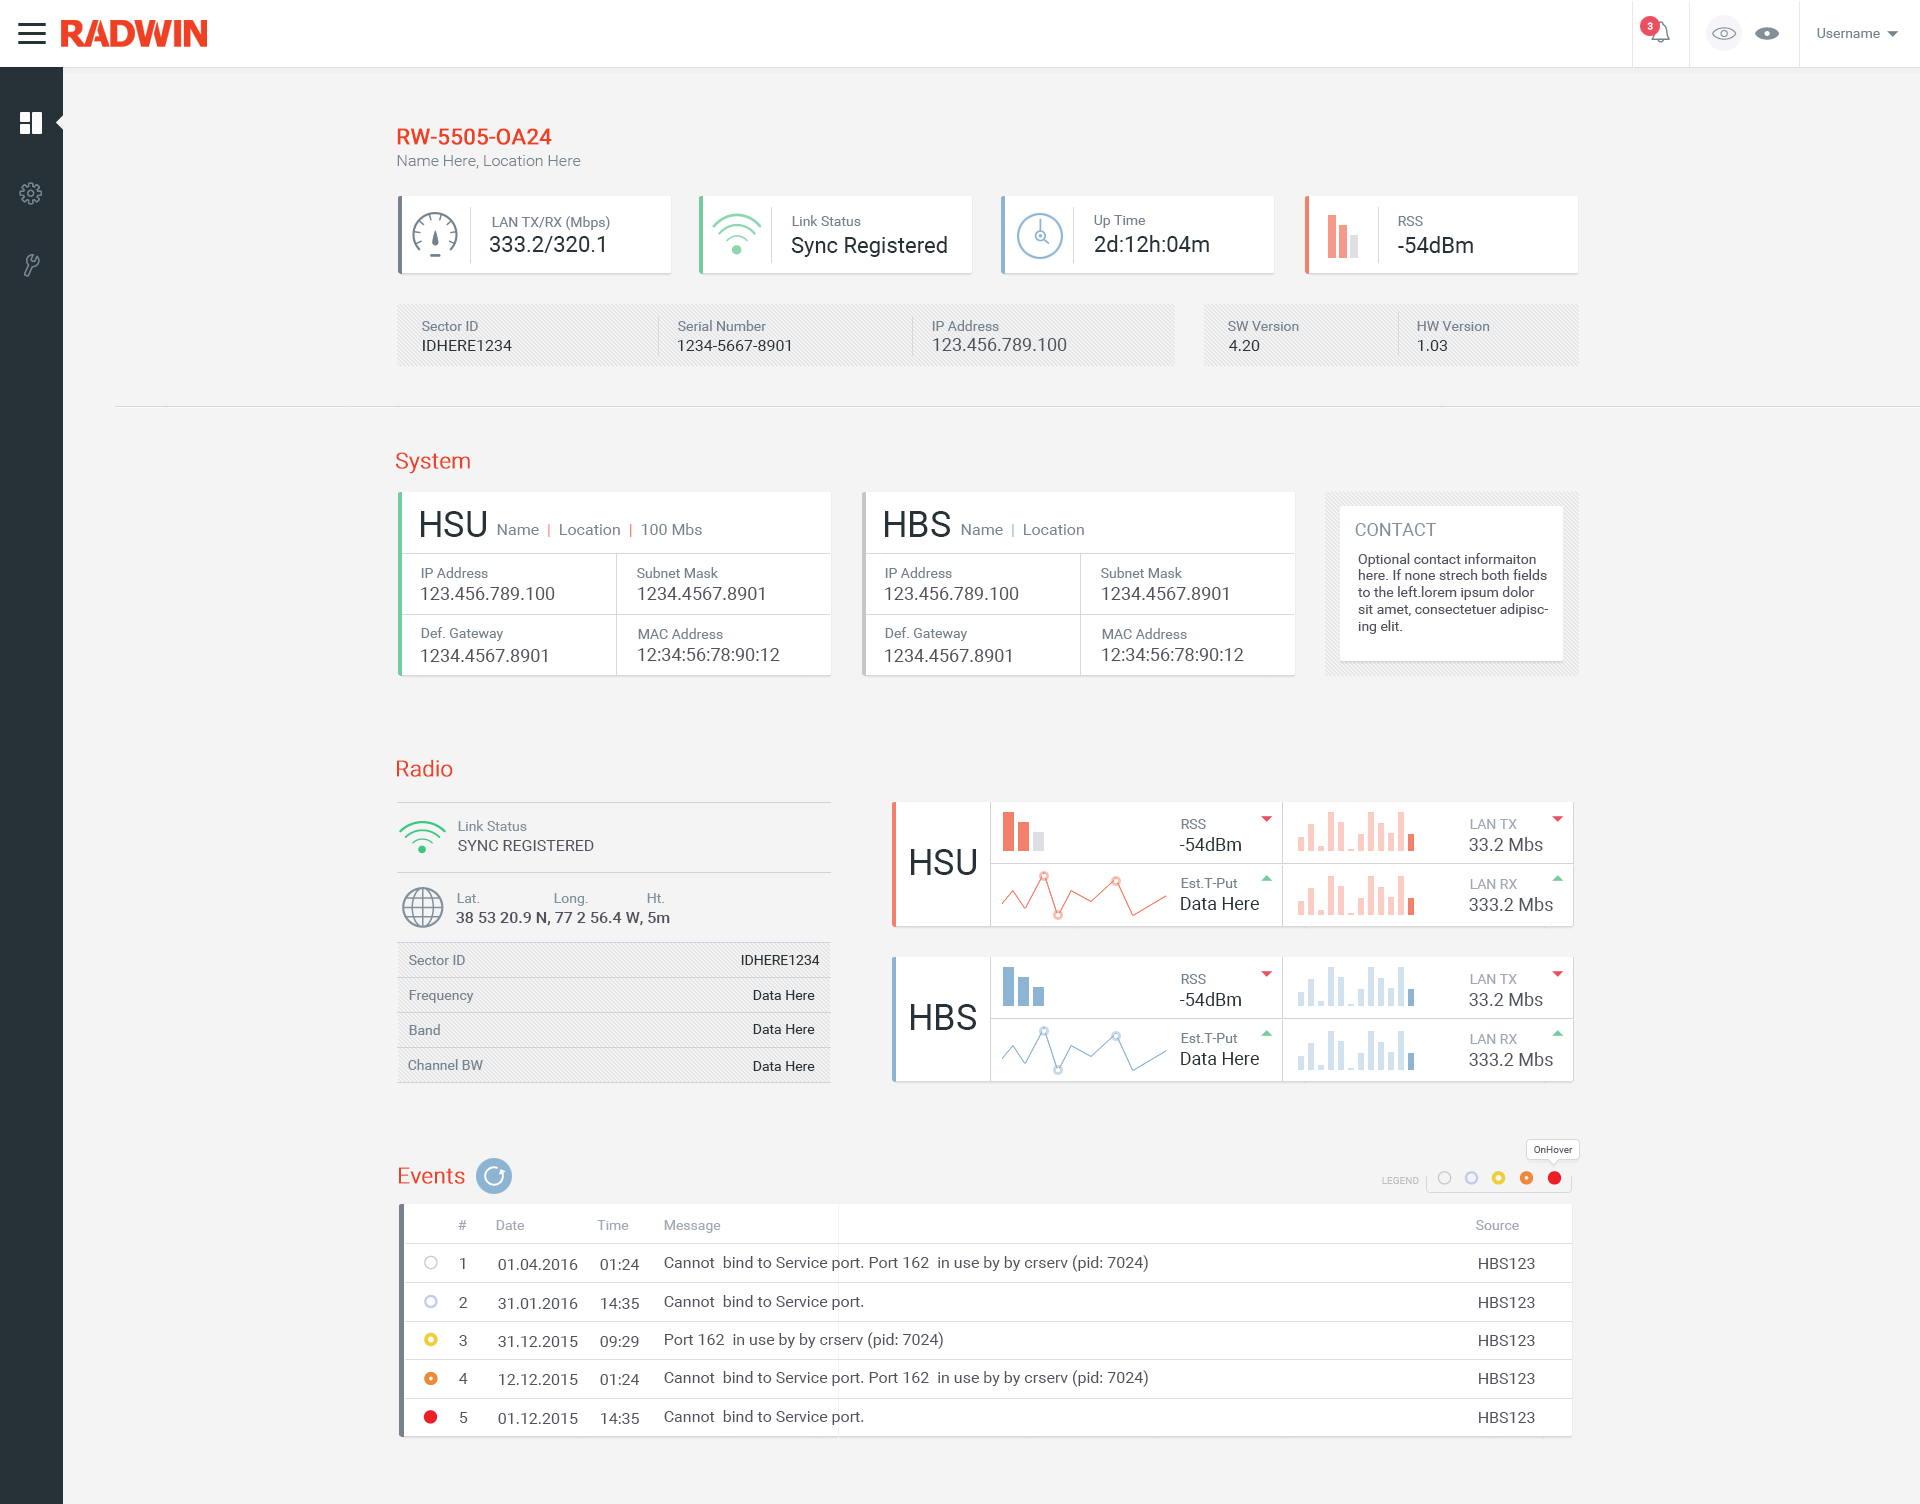 RADWIN
3
Username
RW-5505-OA24
Name Here, Location Here
LAN TX/RX (Mbps)
333.2/320.1
Link Status
Sync Registered
Up Time
2d:12h:04m
RSS
-54dBm
Sector ID
IDHERE1234
Serial Number
1234-5667-8901
IP Address
123.456.789.100
SW Version
4.20
HW Version
1.03
System
HSU Name | Location | 100 Mbs
IP Address
123.456.789.100
Subnet Mask
1234.4567.8901
Def. Gateway
1234.4567.8901
MAC Address
12:34:56:78:90:12
HBS Name | Location
IP Address
123.456.789.100
Subnet Mask
1234.4567.8901
Def. Gateway
1234.4567.8901
MAC Address
12:34:56:78:90:12
CONTACT
Optional contact informaiton
here. If none strech both fields
to the left.lorem ipsum dolor
sit amet, consectetuer adipisc-
ing elit.
Radio
Link Status
SYNC REGISTERED
Lat. Long. Ht.
38 53 20.9 N, 77 2 56.4 W, 5m
Sector ID IDHERE1234
Frequency Data Here
Band Data Here
Channel BW Data Here
HSU
RSS
-54dBm
LAN TX
33.2 Mbs
Est.T-Put
Data Here
LAN RX
333.2 Mbs
HBS
RSS
-54dBm
LAN TX
33.2 Mbs
Est.T-Put
Data Here
LAN RX
333.2 Mbs
Events
OnHover
LEGEND
# Date Time Message Source
1 01.04.2016 01:24 Cannot  bind to Service port. Port 162  in use by by crserv (pid: 7024) HBS123
2 31.01.2016 14:35 Cannot  bind to Service port. HBS123
3 31.12.2015 09:29 Port 162  in use by by crserv (pid: 7024) HBS123
4 12.12.2015 01:24 Cannot  bind to Service port. Port 162  in use by by crserv (pid: 7024) HBS123
5 01.12.2015 14:35 Cannot  bind to Service port. HBS123